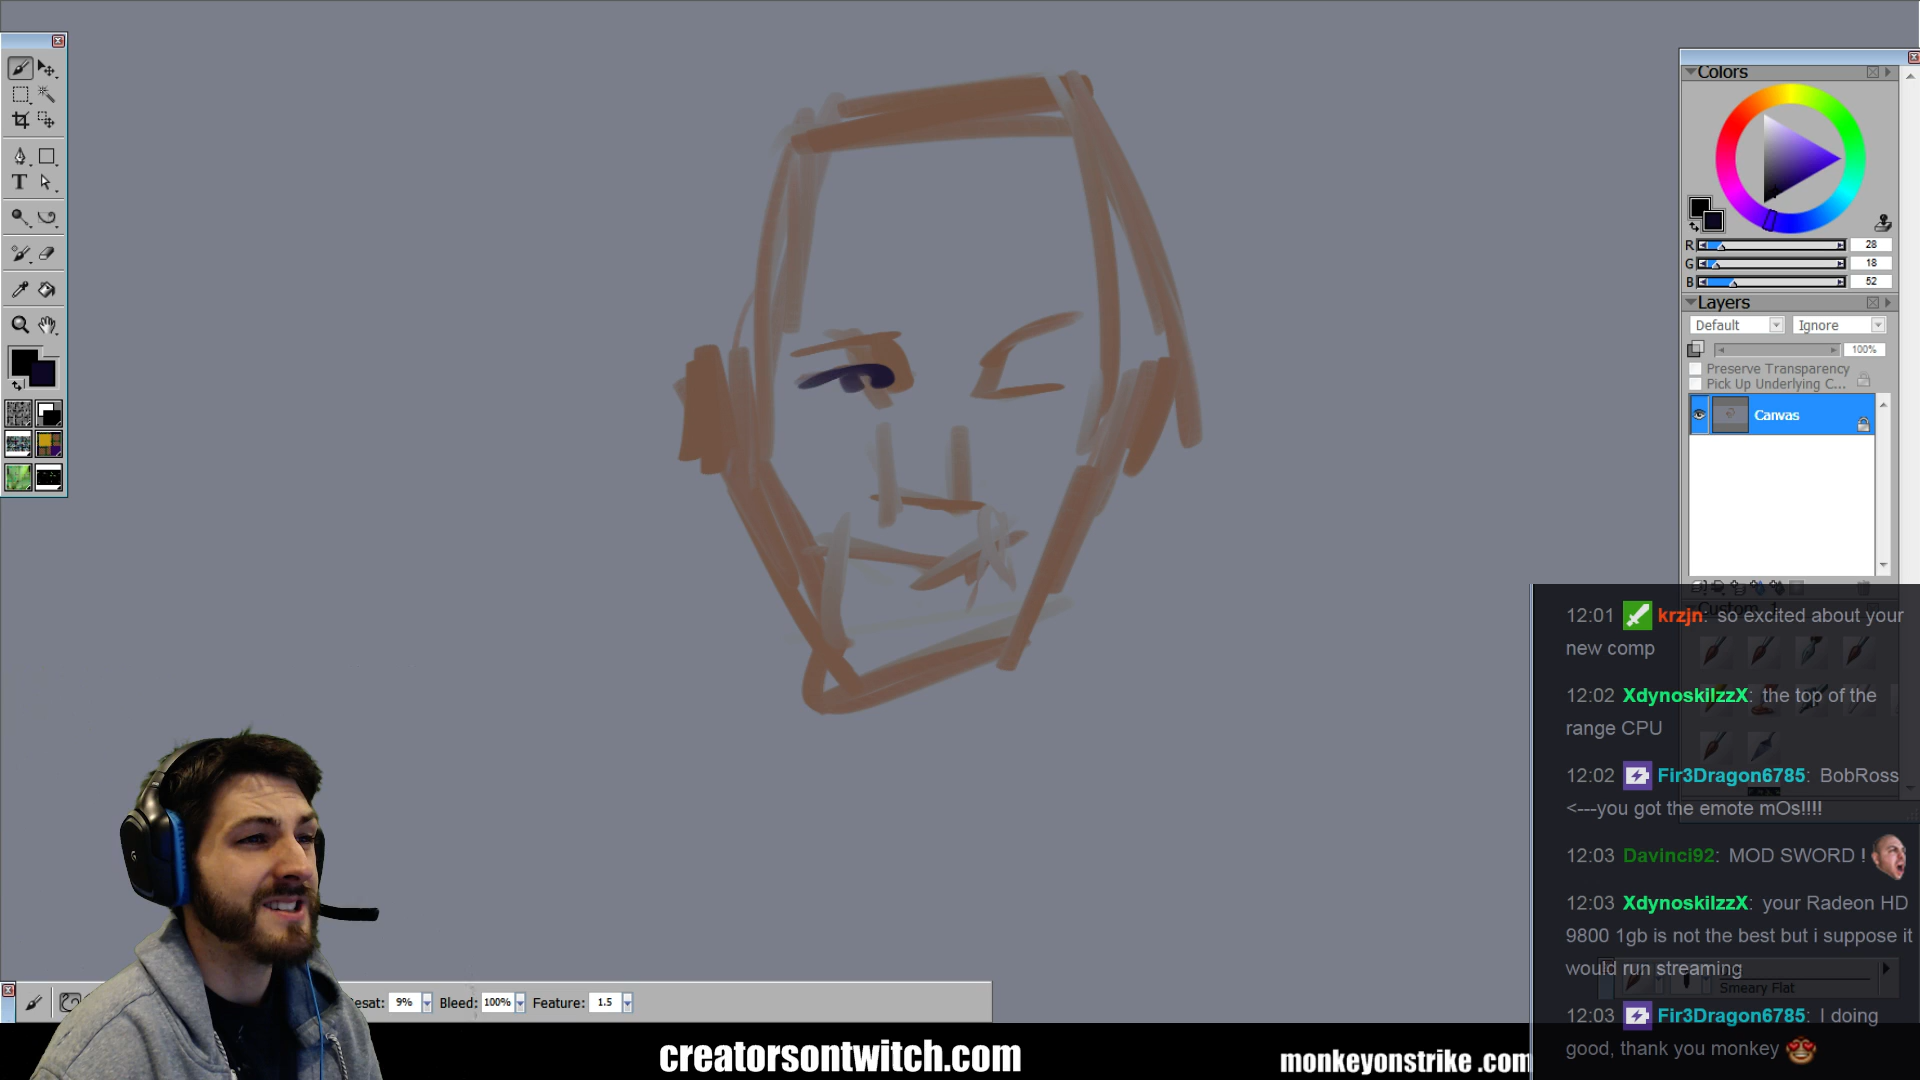 Colors
R 28
G 18
B 52
Layers
Default Ignore
100%
Preserve Transparency
Pick Up Underlying C...
Canvas
T
12:01 krzjn: so excited about your
new comp
12:02 XdynoskilzzX: the top of the
range CPU
12:02 Fir3Dragon6785: BobRoss
<---you got the emote mOs!!!!
12:03 Davinci92: MOD SWORD !
12:03 XdynoskilzzX: your Radeon HD
9800 1gb is not the best but i suppose it
would run streaming
Smeary Flat
12:03 Fir3Dragon6785: I doing
good, thank you monkey
esat: 9% Bleed: 100% Feature: 1.5
creatorsontwitch.com
monkeyonstrike .com